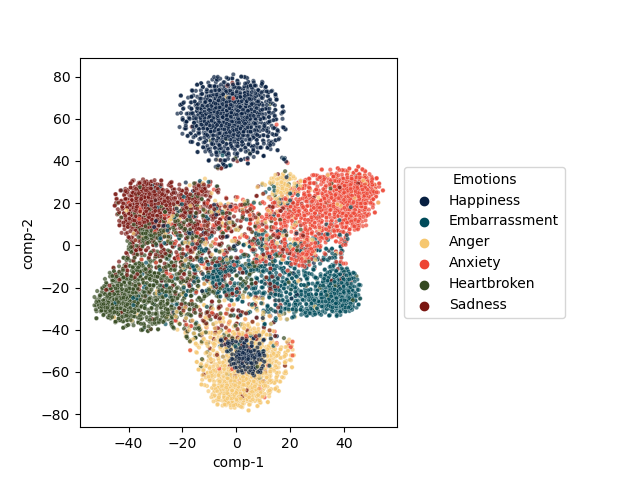 80
60
40
20
0
−20
−40
−60
−80
comp-2
−40 −20 0 20 40
comp-1
Emotions
Happiness
Embarrassment
Anger
Anxiety
Heartbroken
Sadness